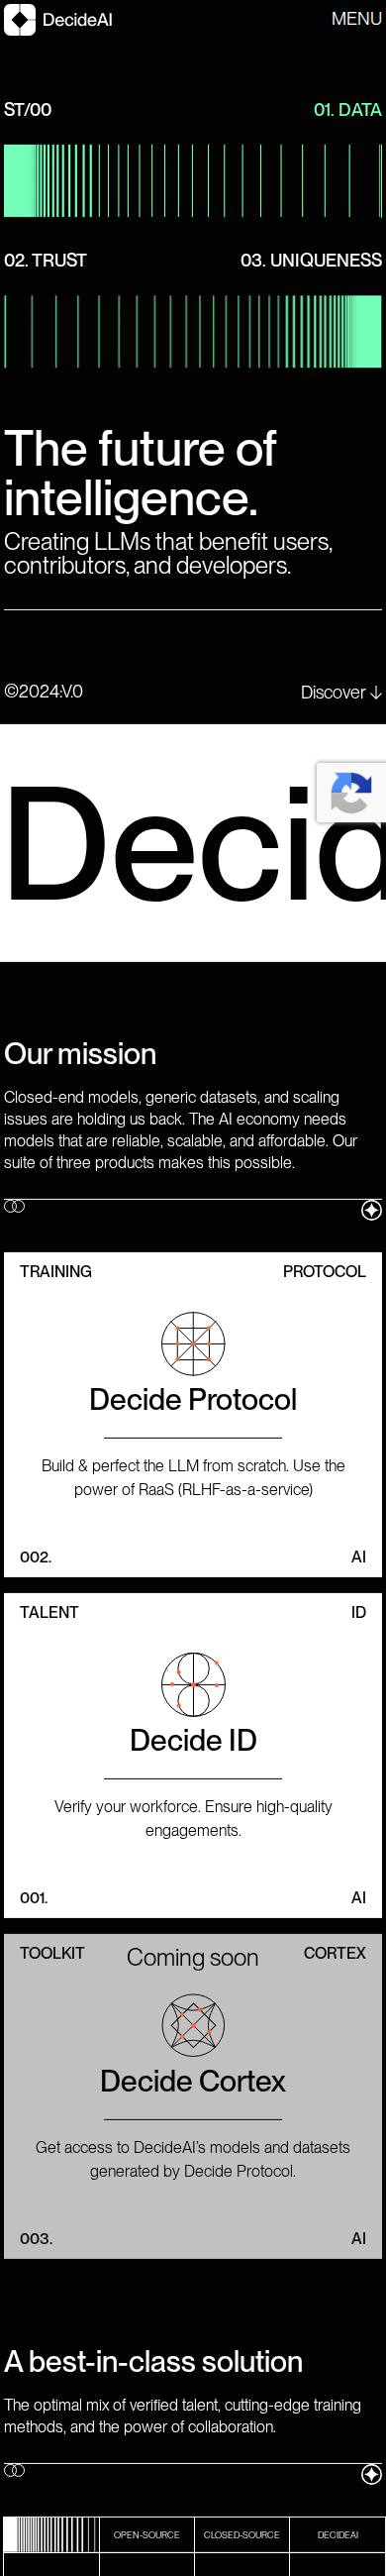 DecideAI
MENU
ST/00
01. DATA
02. TRUST
03. UNIQUENESS
The future of
intelligence.
Creating LLMs that benefit users,
contributors, and developers.
©2024:V.0
Discover ↓
Decid
Our mission
Closed-end models, generic datasets, and scaling
issues are holding us back. The AI economy needs
models that are reliable, scalable, and affordable. Our
suite of three products makes this possible.
TRAINING
PROTOCOL
Decide Protocol
Build & perfect the LLM from scratch. Use the
power of RaaS (RLHF-as-a-service)
002.
AI
TALENT
ID
Decide ID
Verify your workforce. Ensure high-quality
engagements.
001.
AI
TOOLKIT
Coming soon
CORTEX
Decide Cortex
Get access to DecideAI's models and datasets
generated by Decide Protocol.
003.
AI
A best-in-class solution
The optimal mix of verified talent, cutting-edge training
methods, and the power of collaboration.
OPEN-SOURCE
CLOSED-SOURCE
DECIDEAI